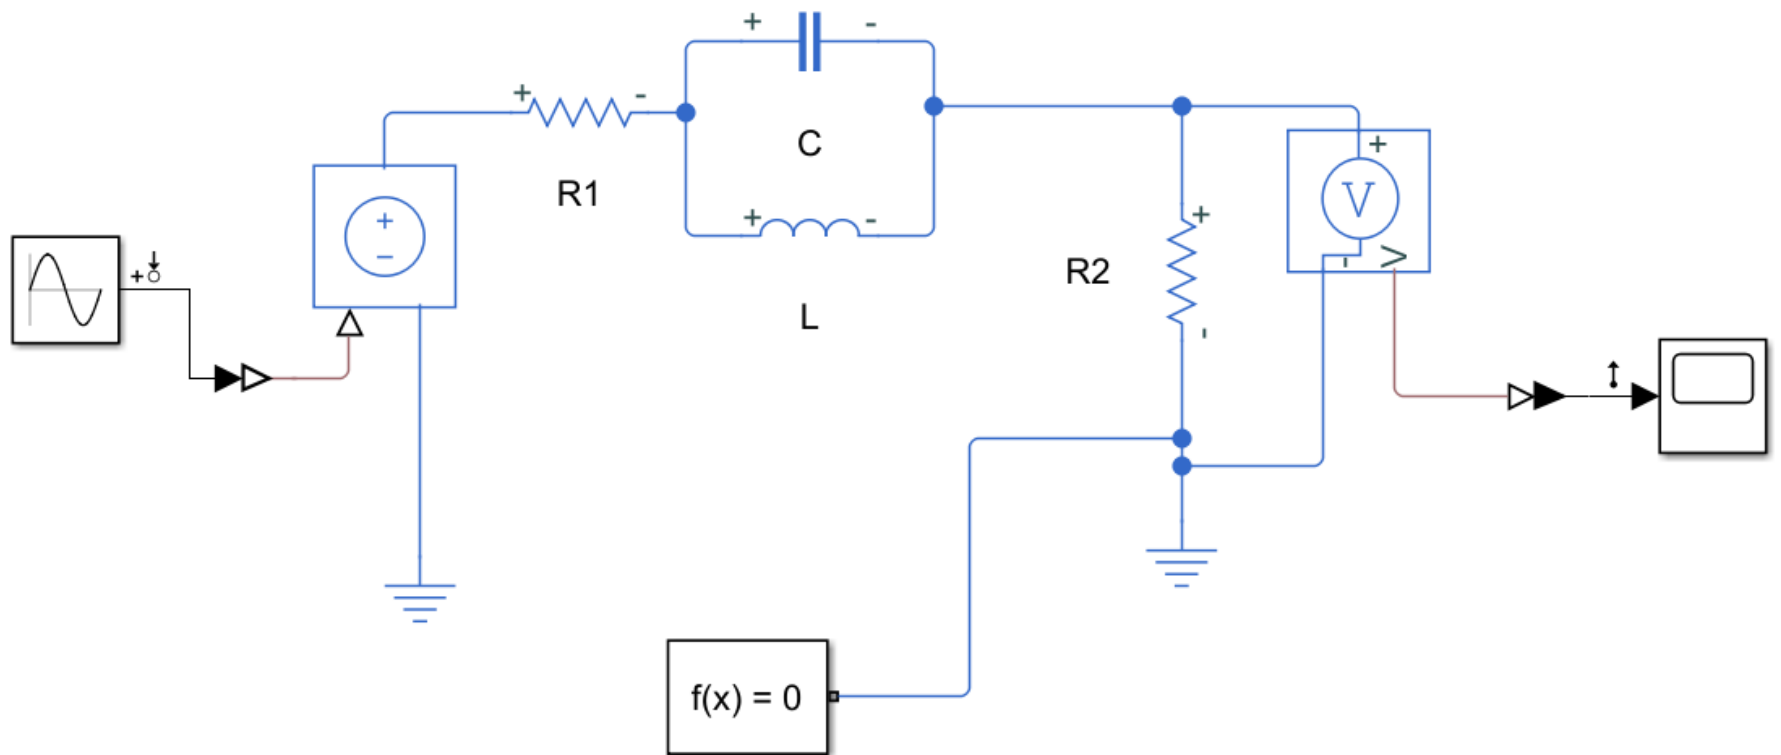 + -
C
+ -
R1
+ -
L
+
−
+
R2
+
-
V
+
-
V
+
f(x) = 0